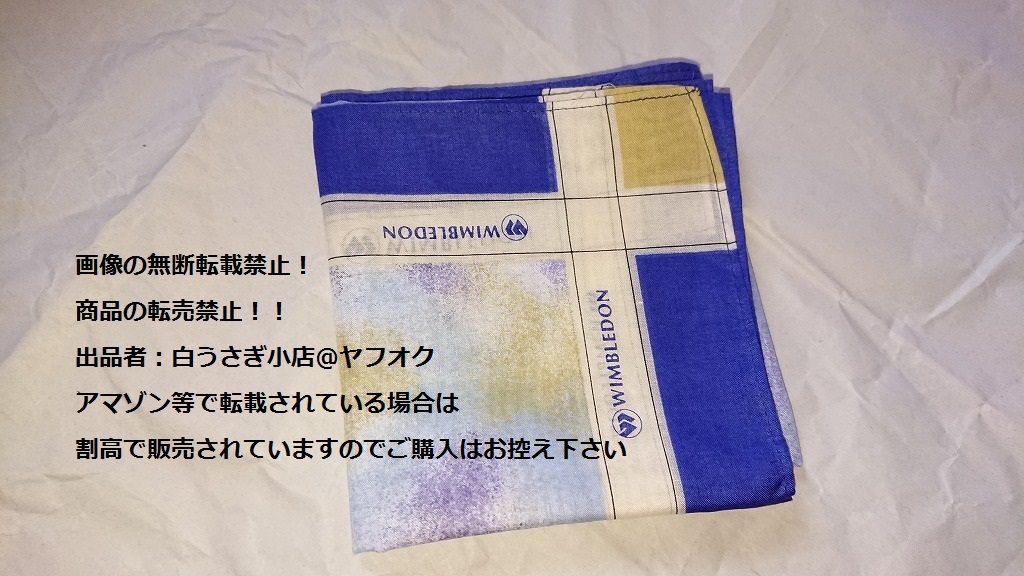 画像の無断転載禁止！
商品の転売禁止！！
出品者：白うさぎ小店@ヤフオク
アマゾン等で転載されている場合は
割高で販売されていますのでご購入はお控え下さい
WIMBLEDON
WIMBLEDON